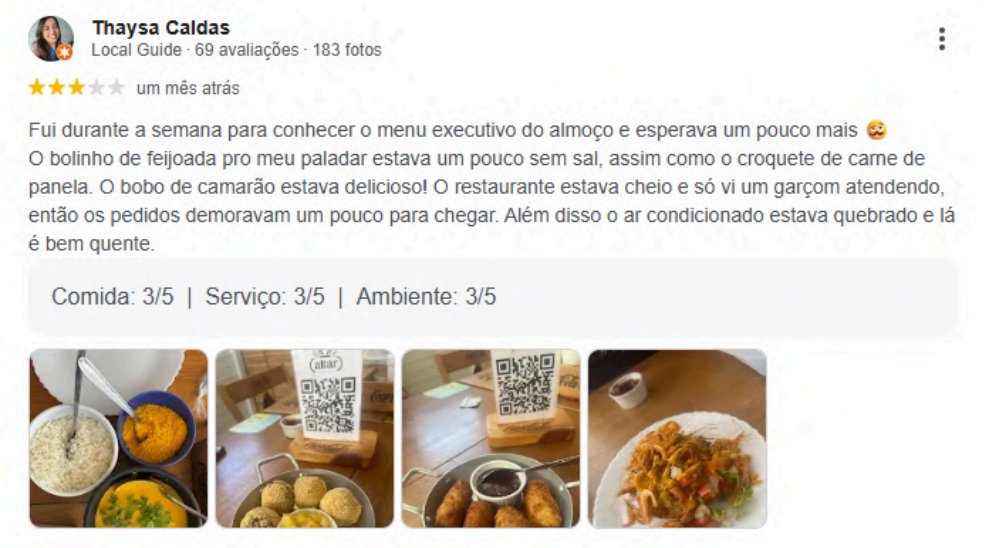 Thaysa Caldas
Local Guide · 69 avaliações · 183 fotos
um mês atrás
Fui durante a semana para conhecer o menu executivo do almoço e esperava um pouco mais 🥴
O bolinho de feijoada pro meu paladar estava um pouco sem sal, assim como o croquete de carne de
panela. O bobo de camarão estava delicioso! O restaurante estava cheio e só vi um garçom atendendo,
então os pedidos demoravam um pouco para chegar. Além disso o ar condicionado estava quebrado e lá
é bem quente.
Comida: 3/5 | Serviço: 3/5 | Ambiente: 3/5